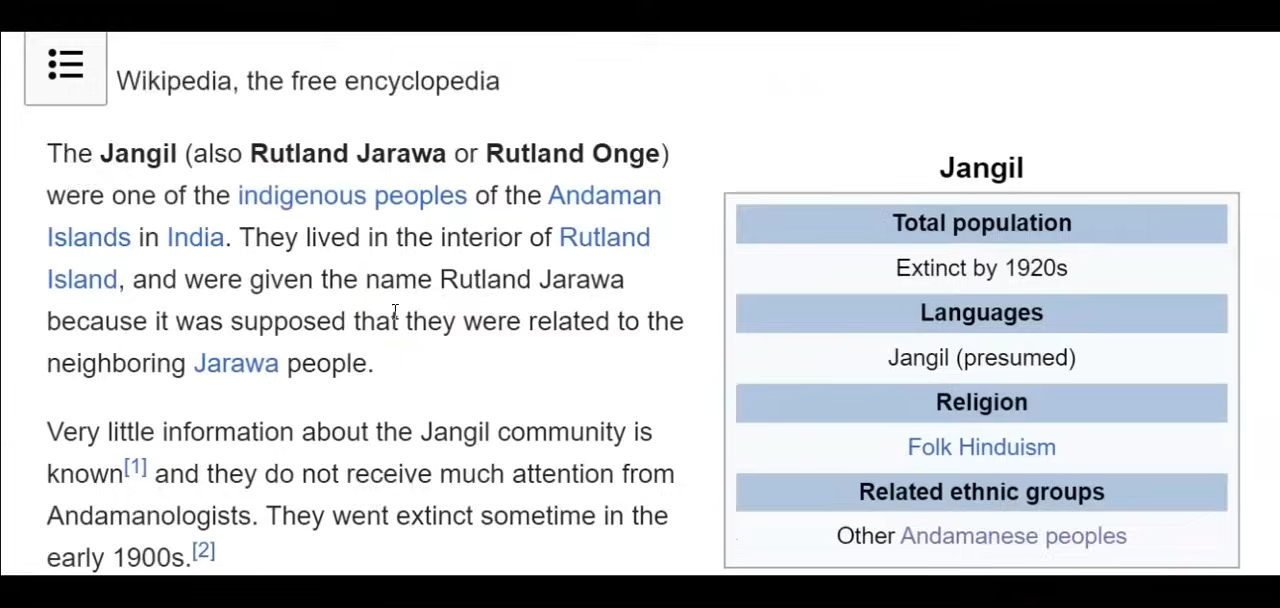 Wikipedia, the free encyclopedia
The Jangil (also Rutland Jarawa or Rutland Onge)
were one of the indigenous peoples of the Andaman
Islands in India. They lived in the interior of Rutland
Island, and were given the name Rutland Jarawa
because it was supposed that they were related to the
neighboring Jarawa people.
Very little information about the Jangil community is
known[1] and they do not receive much attention from
Andamanologists. They went extinct sometime in the
early 1900s.[2]
Jangil
Total population
Extinct by 1920s
Languages
Jangil (presumed)
Religion
Folk Hinduism
Related ethnic groups
Other Andamanese peoples